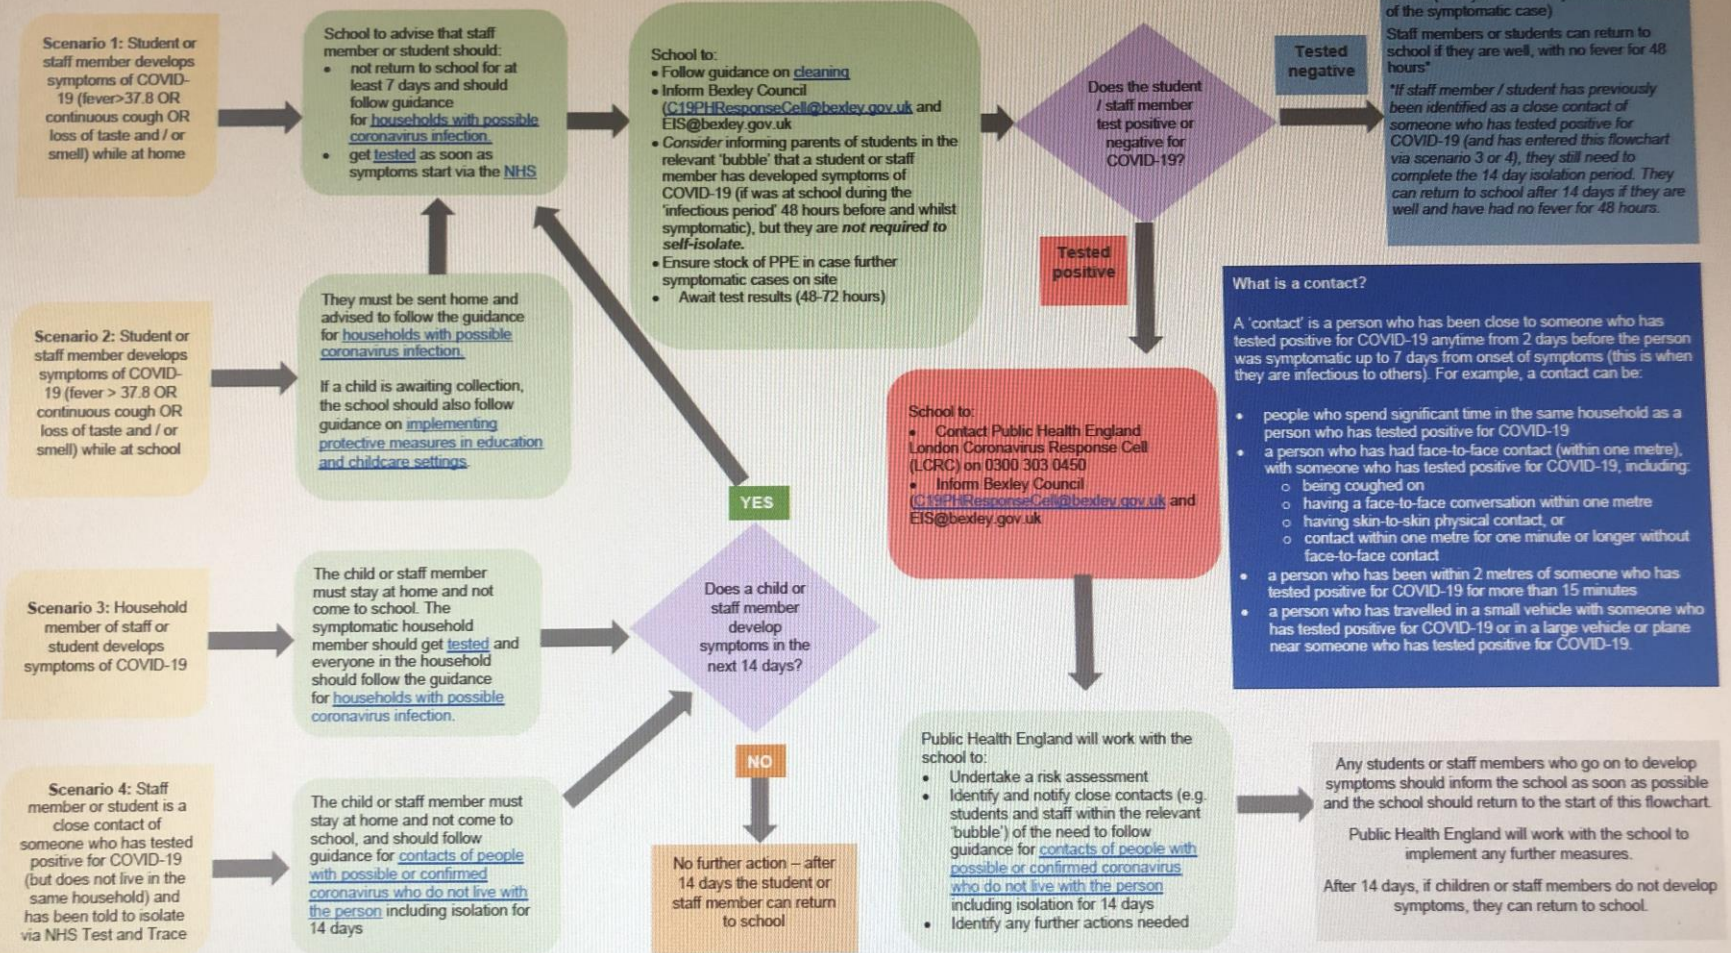 Scenario 1: Student or
staff member develops
symptoms of COVID-
19 (fever>37.8 OR
continuous cough OR
loss of taste and / or
smell) while at home
School to advise that staff
member or student should:
• not return to school for at
least 7 days and should
follow guidance
for households with possible
coronavirus infection.
• get tested as soon as
symptoms start via the NHS
School to:
• Follow guidance on cleaning
• Inform Bexley Council
(C19PHResponseCell@bexley.gov.uk and
EIS@bexley.gov.uk
• Consider informing parents of students in the
relevant 'bubble' that a student or staff
member has developed symptoms of
COVID-19 (if was at school during the
'infectious period' 48 hours before and whilst
symptomatic), but they are not required to
self-isolate.
• Ensure stock of PPE in case further
symptomatic cases on site
• Await test results (48-72 hours)
Does the student
/ staff member
test positive or
negative for
COVID-19?
Tested
negative
of the symptomatic case)
Staff members or students can return to
school if they are well, with no fever for 48
hours*
*If staff member / student has previously
been identified as a close contact of
someone who has tested positive for
COVID-19 (and has entered this flowchart
via scenario 3 or 4), they still need to
complete the 14 day isolation period. They
can return to school after 14 days if they are
well and have had no fever for 48 hours.
Tested
positive
Scenario 2: Student or
staff member develops
symptoms of COVID-
19 (fever > 37.8 OR
continuous cough OR
loss of taste and / or
smell) while at school
They must be sent home and
advised to follow the guidance
for households with possible
coronavirus infection.
If a child is awaiting collection,
the school should also follow
guidance on implementing
protective measures in education
and childcare settings.
YES
School to:
• Contact Public Health England
London Coronavirus Response Cell
(LCRC) on 0300 303 0450
• Inform Bexley Council
(C19PHResponseCell@bexley.gov.uk and
EIS@bexley.gov.uk
What is a contact?
A 'contact' is a person who has been close to someone who has
tested positive for COVID-19 anytime from 2 days before the person
was symptomatic up to 7 days from onset of symptoms (this is when
they are infectious to others). For example, a contact can be:
• people who spend significant time in the same household as a
person who has tested positive for COVID-19
• a person who has had face-to-face contact (within one metre),
with someone who has tested positive for COVID-19, including:
o being coughed on
o having a face-to-face conversation within one metre
o having skin-to-skin physical contact, or
o contact within one metre for one minute or longer without
face-to-face contact
• a person who has been within 2 metres of someone who has
tested positive for COVID-19 for more than 15 minutes
• a person who has travelled in a small vehicle with someone who
has tested positive for COVID-19 or in a large vehicle or plane
near someone who has tested positive for COVID-19.
Scenario 3: Household
member of staff or
student develops
symptoms of COVID-19
The child or staff member
must stay at home and not
come to school. The
symptomatic household
member should get tested and
everyone in the household
should follow the guidance
for households with possible
coronavirus infection.
Does a child or
staff member
develop
symptoms in the
next 14 days?
NO
No further action – after
14 days the student or
staff member can return
to school
Scenario 4: Staff
member or student is a
close contact of
someone who has tested
positive for COVID-19
(but does not live in the
same household) and
has been told to isolate
via NHS Test and Trace
The child or staff member must
stay at home and not come to
school, and should follow
guidance for contacts of people
with possible or confirmed
coronavirus who do not live with
the person including isolation for
14 days
Public Health England will work with the
school to:
• Undertake a risk assessment
• Identify and notify close contacts (e.g.
students and staff within the relevant
'bubble') of the need to follow
guidance for contacts of people with
possible or confirmed coronavirus
who do not live with the person
including isolation for 14 days
• Identify any further actions needed
Any students or staff members who go on to develop
symptoms should inform the school as soon as possible
and the school should return to the start of this flowchart.
Public Health England will work with the school to
implement any further measures.
After 14 days, if children or staff members do not develop
symptoms, they can return to school.